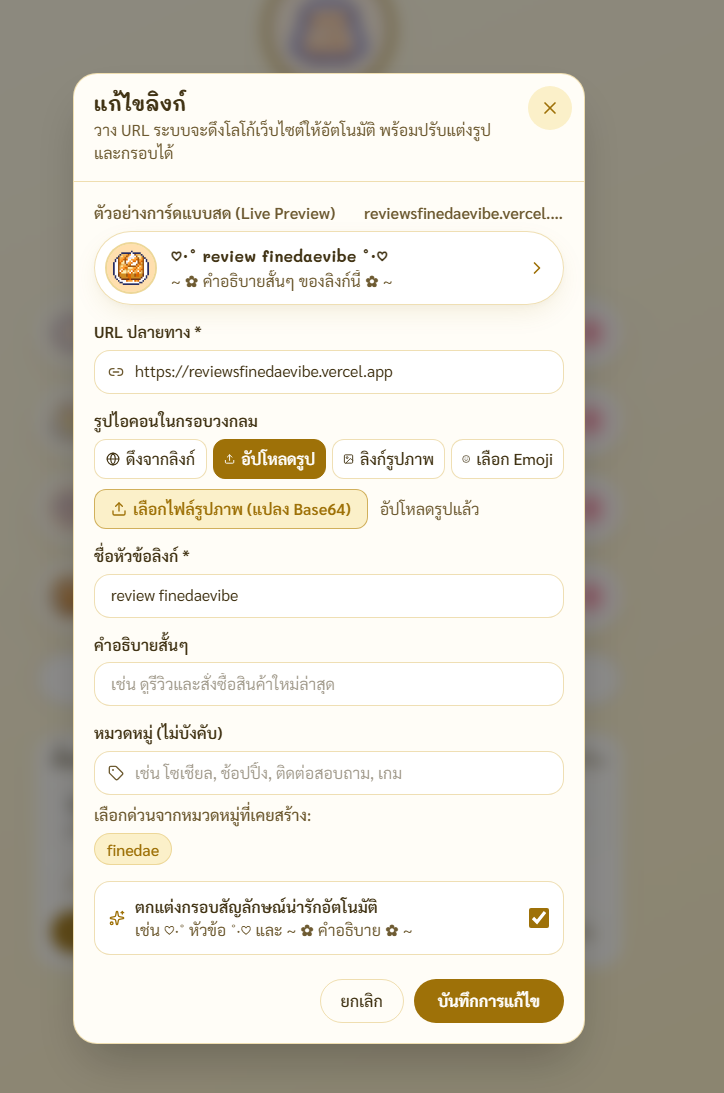 แก้ไขลิงก์
วาง URL ระบบจะดึงโลโก้เว็บไซต์ให้อัตโนมัติ พร้อมปรับแต่งรูป
และกรอบได้
ตัวอย่างการ์ดแบบสด (Live Preview) reviewsfinedaevibe.vercel....
♡·˚ review finedaevibe ˚·♡
~ ✿ คำอธิบายสั้นๆ ของลิงก์นี้ ✿ ~
URL ปลายทาง *
https://reviewsfinedaevibe.vercel.app
รูปไอคอนในกรอบวงกลม
ดึงจากลิงก์ อัปโหลดรูป ลิงก์รูปภาพ เลือก Emoji
เลือกไฟล์รูปภาพ (แปลง Base64) อัปโหลดรูปแล้ว
ชื่อหัวข้อลิงก์ *
review finedaevibe
คำอธิบายสั้นๆ
เช่น ดูรีวิวและสั่งซื้อสินค้าใหม่ล่าสุด
หมวดหมู่ (ไม่บังคับ)
เช่น โซเชียล, ช้อปปิ้ง, ติดต่อสอบถาม, เกม
เลือกด่วนจากหมวดหมู่ที่เคยสร้าง:
finedae
ตกแต่งกรอบสัญลักษณ์น่ารักอัตโนมัติ
เช่น ♡·˚ หัวข้อ ˚·♡ และ ~ ✿ คำอธิบาย ✿ ~
ยกเลิก บันทึกการแก้ไข